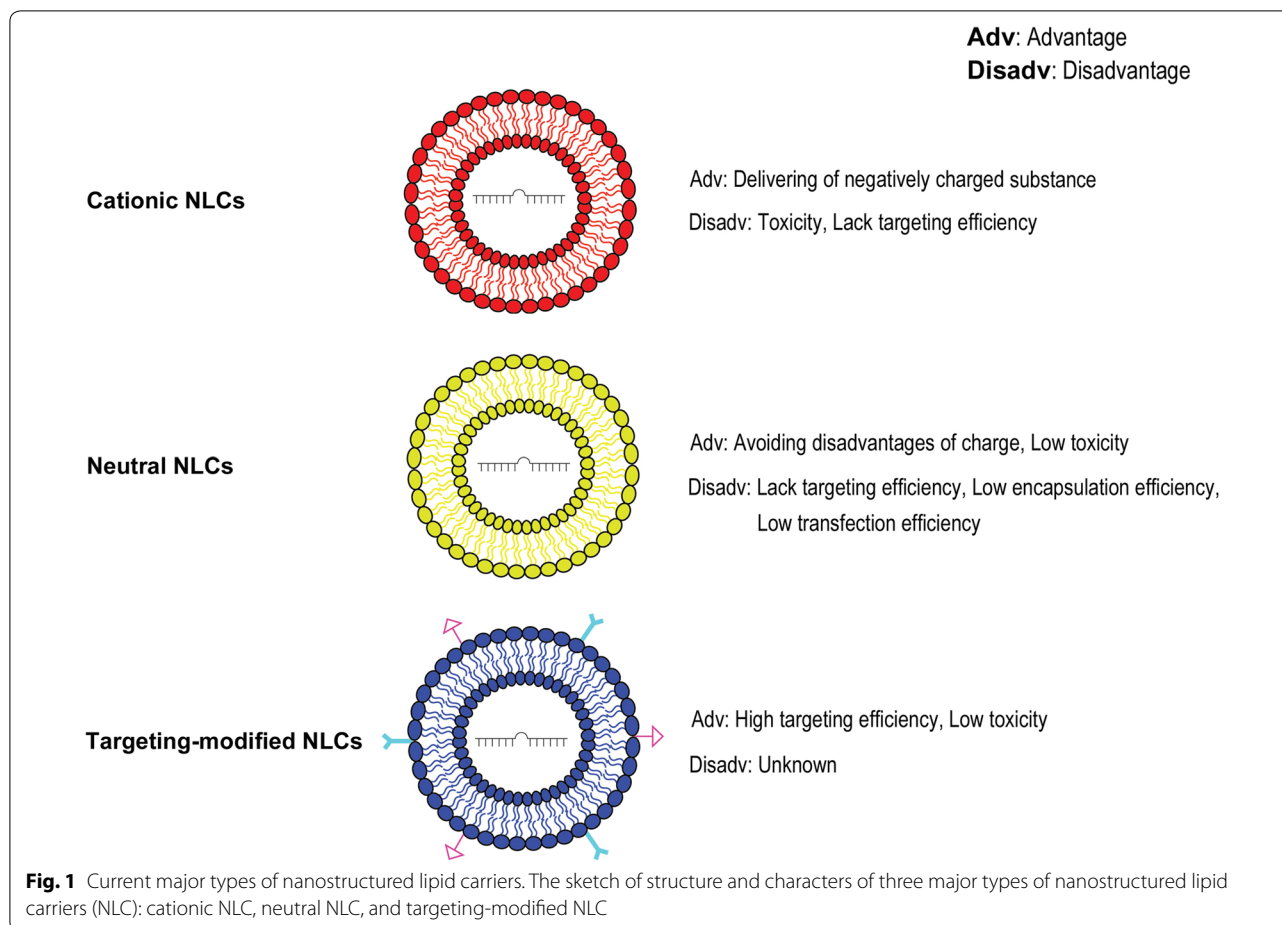 Adv: Advantage
Disadv: Disadvantage
Cationic NLCs
Adv: Delivering of negatively charged substance
Disadv: Toxicity, Lack targeting efficiency
Neutral NLCs
Adv: Avoiding disadvantages of charge, Low toxicity
Disadv: Lack targeting efficiency, Low encapsulation efficiency,
Low transfection efficiency
Targeting-modified NLCs
Adv: High targeting efficiency, Low toxicity
Disadv: Unknown
Fig. 1 Current major types of nanostructured lipid carriers. The sketch of structure and characters of three major types of nanostructured lipid
carriers (NLC): cationic NLC, neutral NLC, and targeting-modified NLC